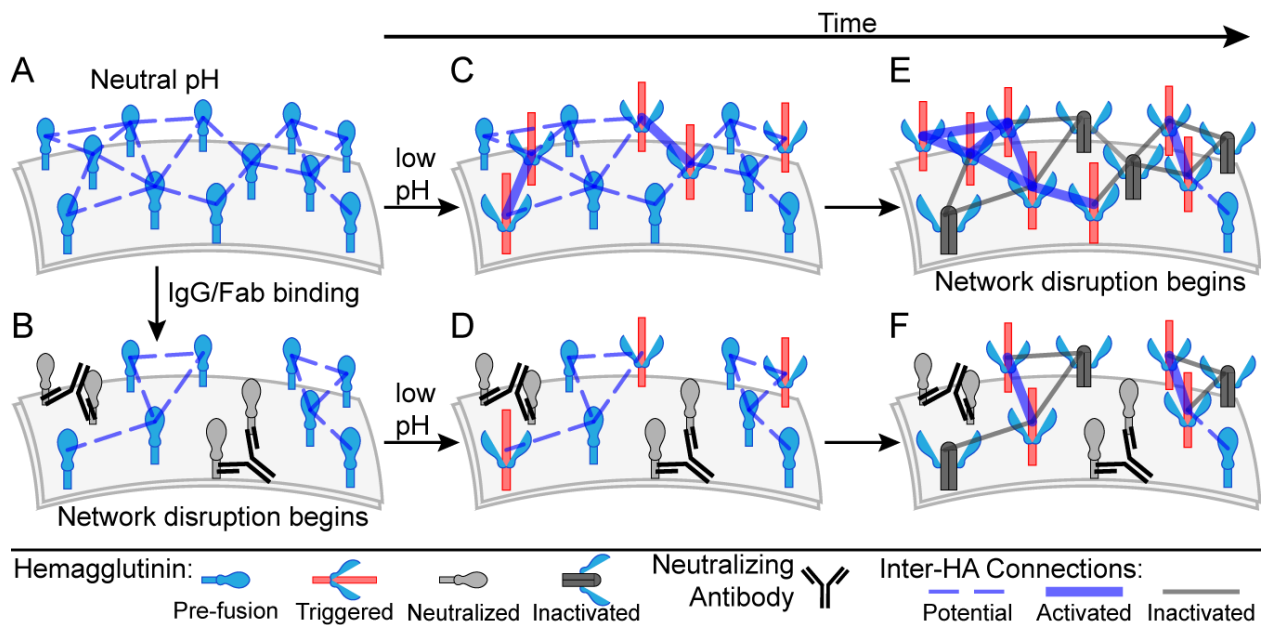 Time
A
Neutral pH
C
E
low
pH
Network disruption begins
IgG/Fab binding
B
D
F
low
pH
Network disruption begins
Hemagglutinin:
Pre-fusion
Triggered
Neutralized
Inactivated
Neutralizing
Antibody
Inter-HA Connections:
Potential
Activated
Inactivated